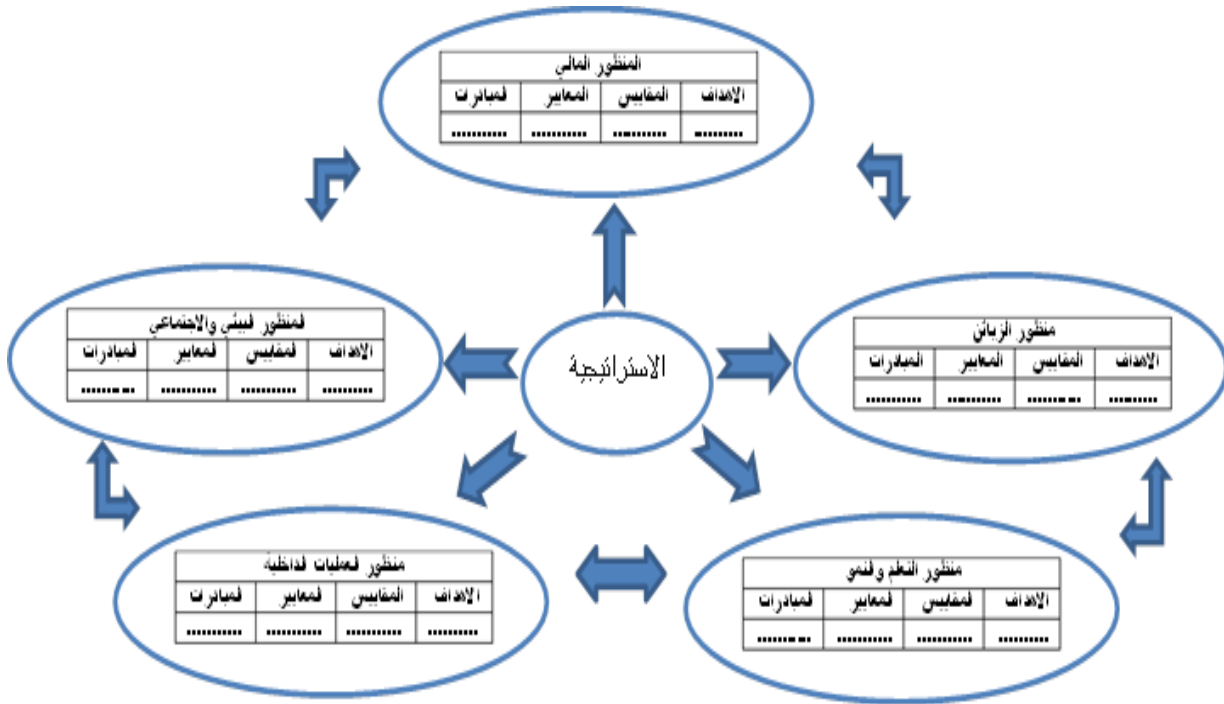 المنظور المالي
الاهداف المقاييس المعايير المبادرات
........... ........... ........... ...........
المنظور البيئي والاجتماعي
الاهداف المقاييس المعايير المبادرات
........... ........... ........... ...........
الاستراتيجية
منظور الزبائن
الاهداف المقاييس المعايير المبادرات
........... ........... ........... ...........
منظور العمليات الداخلية
الاهداف المقاييس المعايير المبادرات
........... ........... ........... ...........
منظور التعلم والنمو
الاهداف المقاييس المعايير المبادرات
........... ........... ........... ...........